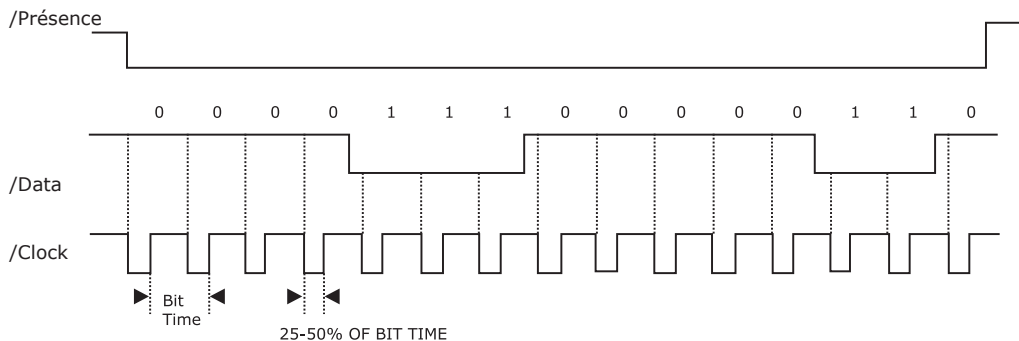 /Présence
0 0 0 0 1 1 1 0 0 0 0 0 1 1 0
/Data
/Clock
Bit
Time
25-50% OF BIT TIME